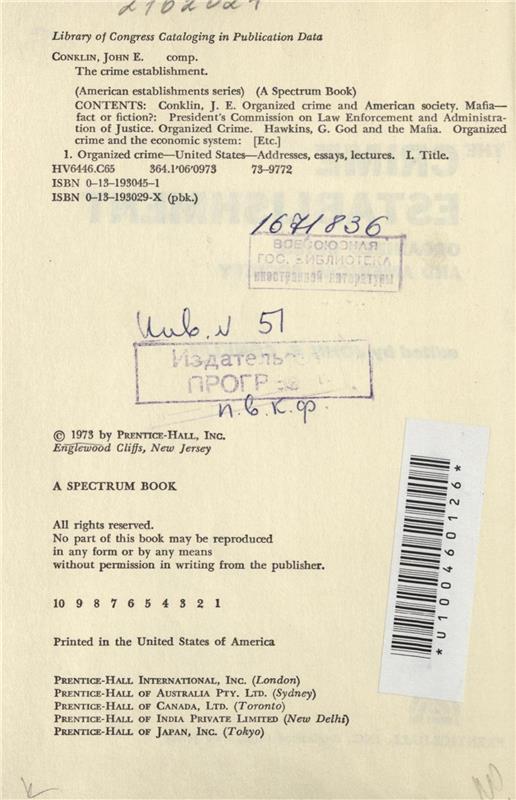 Library of Congress Cataloging in Publication Data
CONKLIN, JOHN E. comp.
The crime establishment.
(American establishments series) (A Spectrum Book)
CONTENTS: Conklin, J. E. Organized crime and American society. Mafia—
fact or fiction?: President's Commission on Law Enforcement and Administra-
tion of Justice. Organized Crime. Hawkins, G. God and the Mafia. Organized
crime and the economic system: [Etc.]
1. Organized crime—United States—Addresses, essays, lectures. I. Title.
HV6446.C65 364.1'06'0973 73-9772
ISBN 0-13-193045-1
ISBN 0-13-193029-X (pbk.)
1671836
ВСЕСОЮЗНАЯ
ГОС. БИБЛИОТЕКА
иностранной литературы
Инв. № 51
Издатель
ПРОГР
п.в.к.ф.
© 1973 by PRENTICE-HALL, INC.
Englewood Cliffs, New Jersey
A SPECTRUM BOOK
All rights reserved.
No part of this book may be reproduced
in any form or by any means
without permission in writing from the publisher.
10 9 8 7 6 5 4 3 2 1
Printed in the United States of America
PRENTICE-HALL INTERNATIONAL, INC. (London)
PRENTICE-HALL OF AUSTRALIA PTY. LTD. (Sydney)
PRENTICE-HALL OF CANADA, LTD. (Toronto)
PRENTICE-HALL OF INDIA PRIVATE LIMITED (New Delhi)
PRENTICE-HALL OF JAPAN, INC. (Tokyo)
*U100460126*